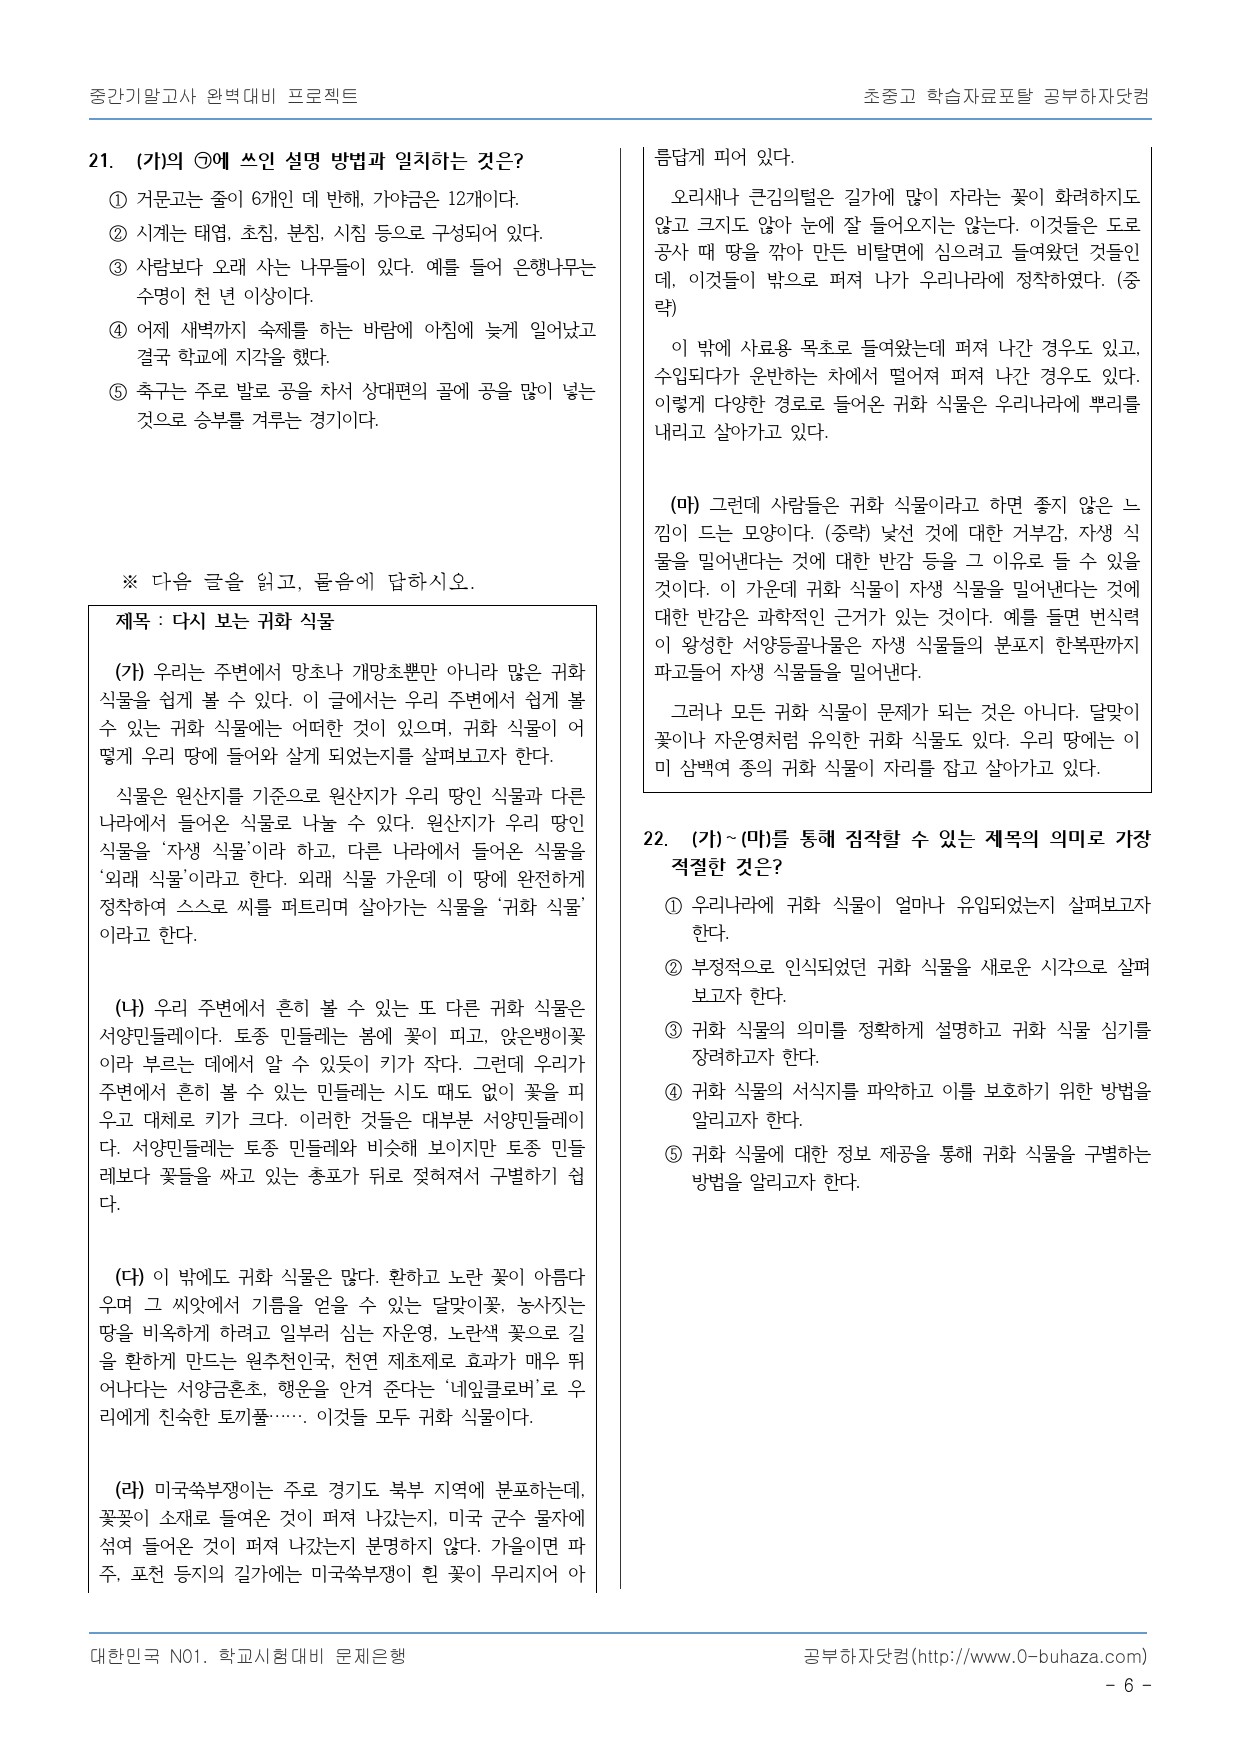 중간기말고사 완벽대비 프로젝트
초중고 학습자료포탈 공부하자닷컴
21. (가)의 ㉠에 쓰인 설명 방법과 일치하는 것은?
① 거문고는 줄이 6개인 데 반해, 가야금은 12개이다.
② 시계는 태엽, 초침, 분침, 시침 등으로 구성되어 있다.
③ 사람보다 오래 사는 나무들이 있다. 예를 들어 은행나무는
수명이 천 년 이상이다.
④ 어제 새벽까지 숙제를 하는 바람에 아침에 늦게 일어났고
결국 학교에 지각을 했다.
⑤ 축구는 주로 발로 공을 차서 상대편의 골에 공을 많이 넣는
것으로 승부를 겨루는 경기이다.
※ 다음 글을 읽고, 물음에 답하시오.
제목 : 다시 보는 귀화 식물
(가) 우리는 주변에서 망초나 개망초뿐만 아니라 많은 귀화
식물을 쉽게 볼 수 있다. 이 글에서는 우리 주변에서 쉽게 볼
수 있는 귀화 식물에는 어떠한 것이 있으며, 귀화 식물이 어
떻게 우리 땅에 들어와 살게 되었는지를 살펴보고자 한다.
식물은 원산지를 기준으로 원산지가 우리 땅인 식물과 다른
나라에서 들어온 식물로 나눌 수 있다. 원산지가 우리 땅인
식물을 ‘자생 식물’이라 하고, 다른 나라에서 들어온 식물을
‘외래 식물’이라고 한다. 외래 식물 가운데 이 땅에 완전하게
정착하여 스스로 씨를 퍼트리며 살아가는 식물을 ‘귀화 식물’
이라고 한다.
(나) 우리 주변에서 흔히 볼 수 있는 또 다른 귀화 식물은
서양민들레이다. 토종 민들레는 봄에 꽃이 피고, 앉은뱅이꽃
이라 부르는 데에서 알 수 있듯이 키가 작다. 그런데 우리가
주변에서 흔히 볼 수 있는 민들레는 시도 때도 없이 꽃을 피
우고 대체로 키가 크다. 이러한 것들은 대부분 서양민들레이
다. 서양민들레는 토종 민들레와 비슷해 보이지만 토종 민들
레보다 꽃들을 싸고 있는 총포가 뒤로 젖혀져서 구별하기 쉽
다.
(다) 이 밖에도 귀화 식물은 많다. 환하고 노란 꽃이 아름다
우며 그 씨앗에서 기름을 얻을 수 있는 달맞이꽃, 농사짓는
땅을 비옥하게 하려고 일부러 심는 자운영, 노란색 꽃으로 길
을 환하게 만드는 원추천인국, 천연 제초제로 효과가 매우 뛰
어나다는 서양금혼초, 행운을 안겨 준다는 ‘네잎클로버’로 우
리에게 친숙한 토끼풀……. 이것들 모두 귀화 식물이다.
(라) 미국쑥부쟁이는 주로 경기도 북부 지역에 분포하는데,
꽃꽂이 소재로 들여온 것이 퍼져 나갔는지, 미국 군수 물자에
섞여 들어온 것이 퍼져 나갔는지 분명하지 않다. 가을이면 파
주, 포천 등지의 길가에는 미국쑥부쟁이 흰 꽃이 무리지어 아
름답게 피어 있다.
오리새나 큰김의털은 길가에 많이 자라는 꽃이 화려하지도
않고 크지도 않아 눈에 잘 들어오지는 않는다. 이것들은 도로
공사 때 땅을 깎아 만든 비탈면에 심으려고 들여왔던 것들인
데, 이것들이 밖으로 퍼져 나가 우리나라에 정착하였다. (중
략)
이 밖에 사료용 목초로 들여왔는데 퍼져 나간 경우도 있고,
수입되다가 운반하는 차에서 떨어져 퍼져 나간 경우도 있다.
이렇게 다양한 경로로 들어온 귀화 식물은 우리나라에 뿌리를
내리고 살아가고 있다.
(마) 그런데 사람들은 귀화 식물이라고 하면 좋지 않은 느
낌이 드는 모양이다. (중략) 낯선 것에 대한 거부감, 자생 식
물을 밀어낸다는 것에 대한 반감 등을 그 이유로 들 수 있을
것이다. 이 가운데 귀화 식물이 자생 식물을 밀어낸다는 것에
대한 반감은 과학적인 근거가 있는 것이다. 예를 들면 번식력
이 왕성한 서양등골나물은 자생 식물들의 분포지 한복판까지
파고들어 자생 식물들을 밀어낸다.
그러나 모든 귀화 식물이 문제가 되는 것은 아니다. 달맞이
꽃이나 자운영처럼 유익한 귀화 식물도 있다. 우리 땅에는 이
미 삼백여 종의 귀화 식물이 자리를 잡고 살아가고 있다.
22. (가)~(마)를 통해 짐작할 수 있는 제목의 의미로 가장
적절한 것은?
① 우리나라에 귀화 식물이 얼마나 유입되었는지 살펴보고자
한다.
② 부정적으로 인식되었던 귀화 식물을 새로운 시각으로 살펴
보고자 한다.
③ 귀화 식물의 의미를 정확하게 설명하고 귀화 식물 심기를
장려하고자 한다.
④ 귀화 식물의 서식지를 파악하고 이를 보호하기 위한 방법을
알리고자 한다.
⑤ 귀화 식물에 대한 정보 제공을 통해 귀화 식물을 구별하는
방법을 알리고자 한다.
대한민국 N01. 학교시험대비 문제은행
공부하자닷컴(http://www.0-buhaza.com)
- 6 -